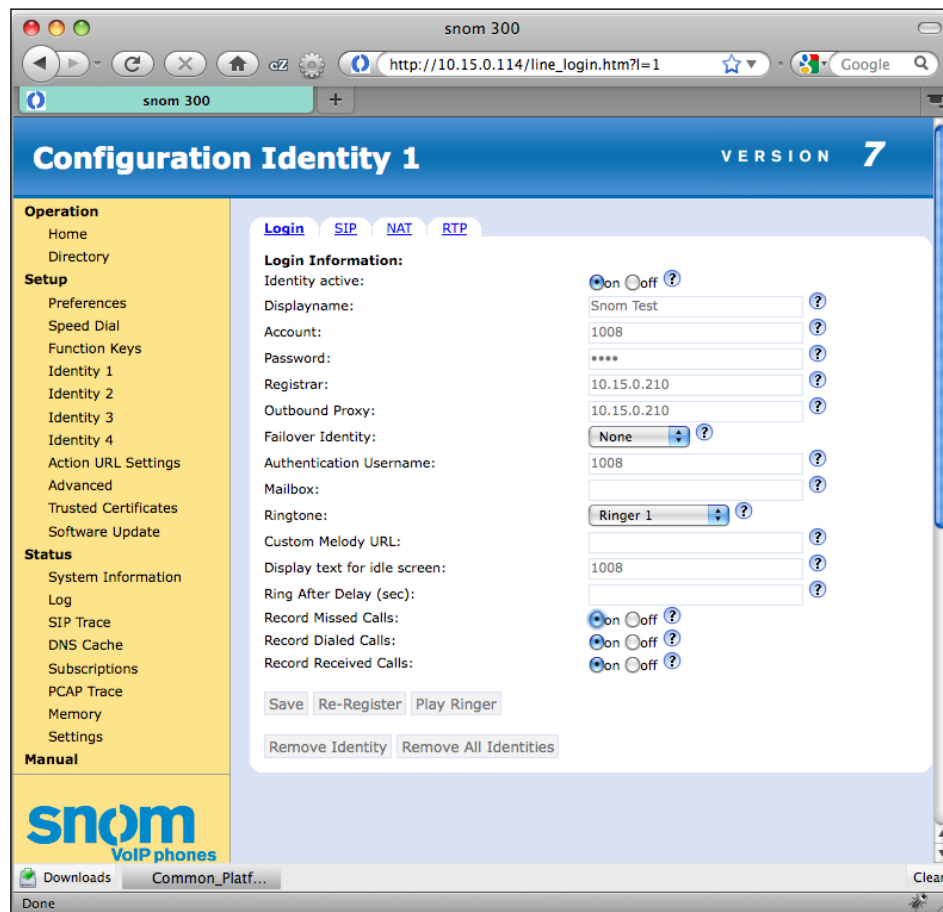 snom 300
http://10.15.0.114/line_login.htm?l=1
Google
snom 300
+
Configuration Identity 1
VERSION 7
Operation
Home
Directory
Setup
Preferences
Speed Dial
Function Keys
Identity 1
Identity 2
Identity 3
Identity 4
Action URL Settings
Advanced
Trusted Certificates
Software Update
Status
System Information
Log
SIP Trace
DNS Cache
Subscriptions
PCAP Trace
Memory
Settings
Manual
snom
VoIP phones
Login SIP NAT RTP
Login Information:
Identity active: on off ?
Displayname: Snom Test ?
Account: 1008 ?
Password: •••• ?
Registrar: 10.15.0.210 ?
Outbound Proxy: 10.15.0.210 ?
Failover Identity: None ?
Authentication Username: 1008 ?
Mailbox: ?
Ringtone: Ringer 1 ?
Custom Melody URL: ?
Display text for idle screen: 1008 ?
Ring After Delay (sec): ?
Record Missed Calls: on off ?
Record Dialed Calls: on off ?
Record Received Calls: on off ?
Save Re-Register Play Ringer
Remove Identity Remove All Identities
Downloads Common_Platf... Clear
Done